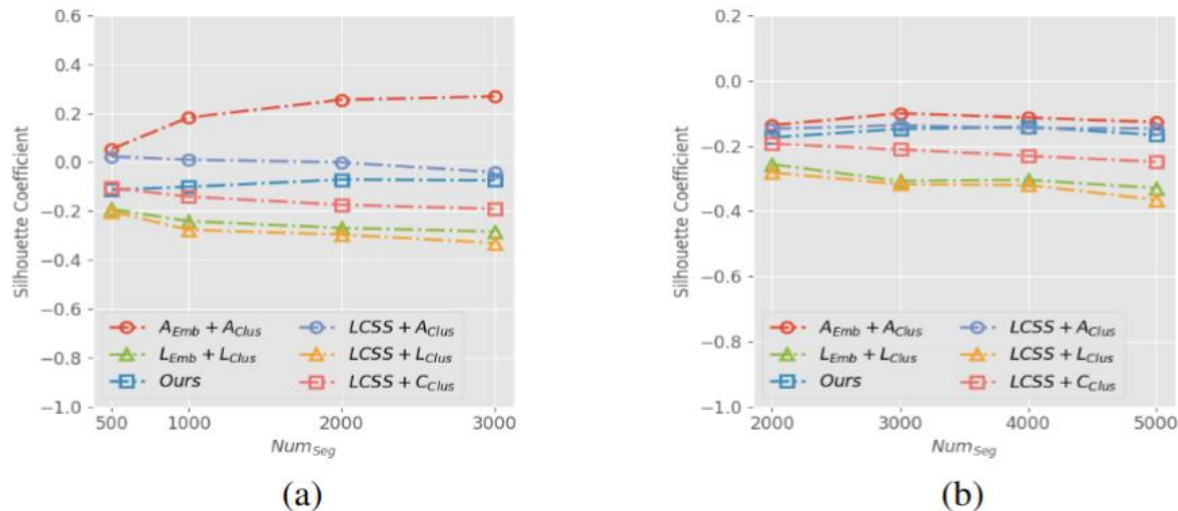 0.6
0.4
0.2
0.0
−0.2
−0.4
−0.6
−0.8
−1.0
Silhouette Coefficient
A_Emb + A_Clus
L_Emb + L_Clus
Ours
LCSS + A_Clus
LCSS + L_Clus
LCSS + C_Clus
500 1000 2000 3000
Num_Seg
(a)
0.2
0.0
−0.2
−0.4
−0.6
−0.8
−1.0
Silhouette Coefficient
A_Emb + A_Clus
L_Emb + L_Clus
Ours
LCSS + A_Clus
LCSS + L_Clus
LCSS + C_Clus
2000 3000 4000 5000
Num_Seg
(b)